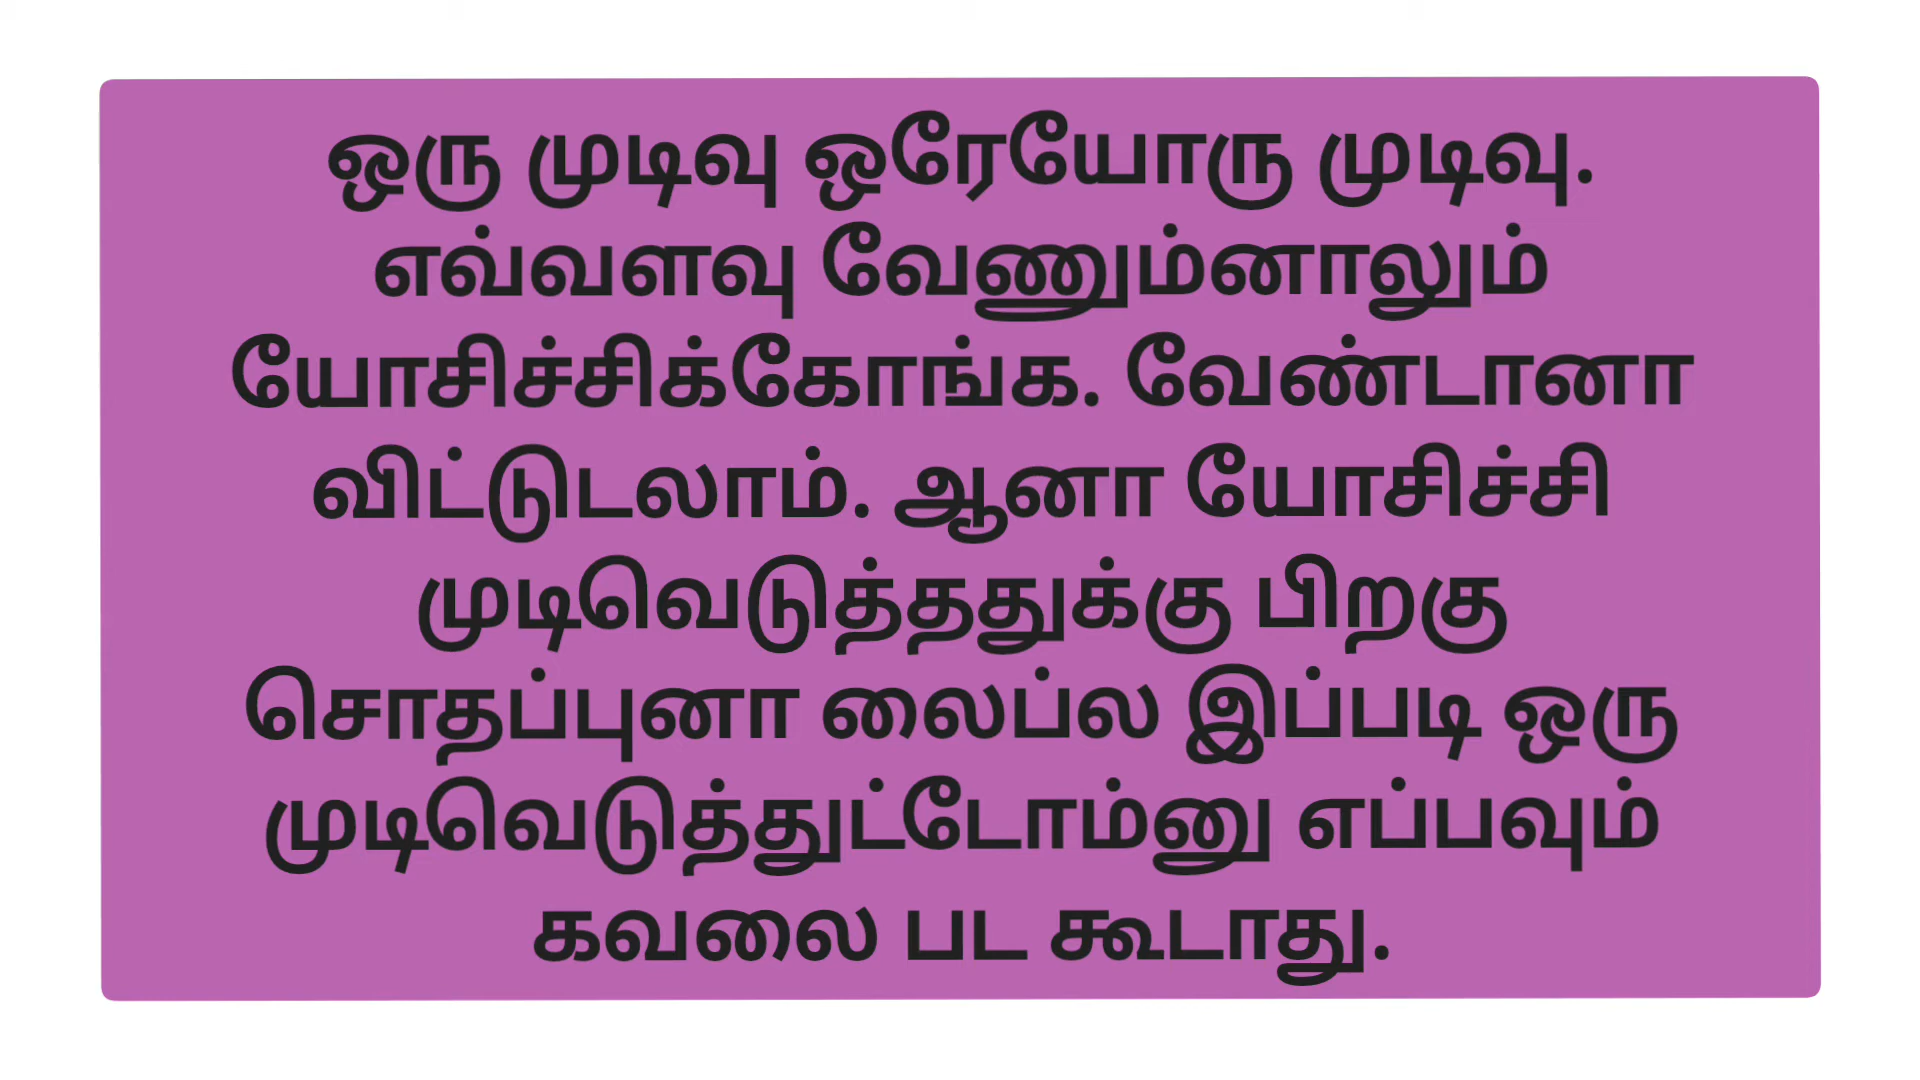 ஒரு முடிவு ஒரேயோரு முடிவு.
எவ்வளவு வேணும்னாலும்
யோசிச்சிக்கோங்க. வேண்டானா
விட்டுடலாம். ஆனா யோசிச்சி
முடிவெடுத்ததுக்கு பிறகு
சொதப்புனா லைப்ல இப்படி ஒரு
முடிவெடுத்துட்டோம்னு எப்பவும்
கவலை பட கூடாது.